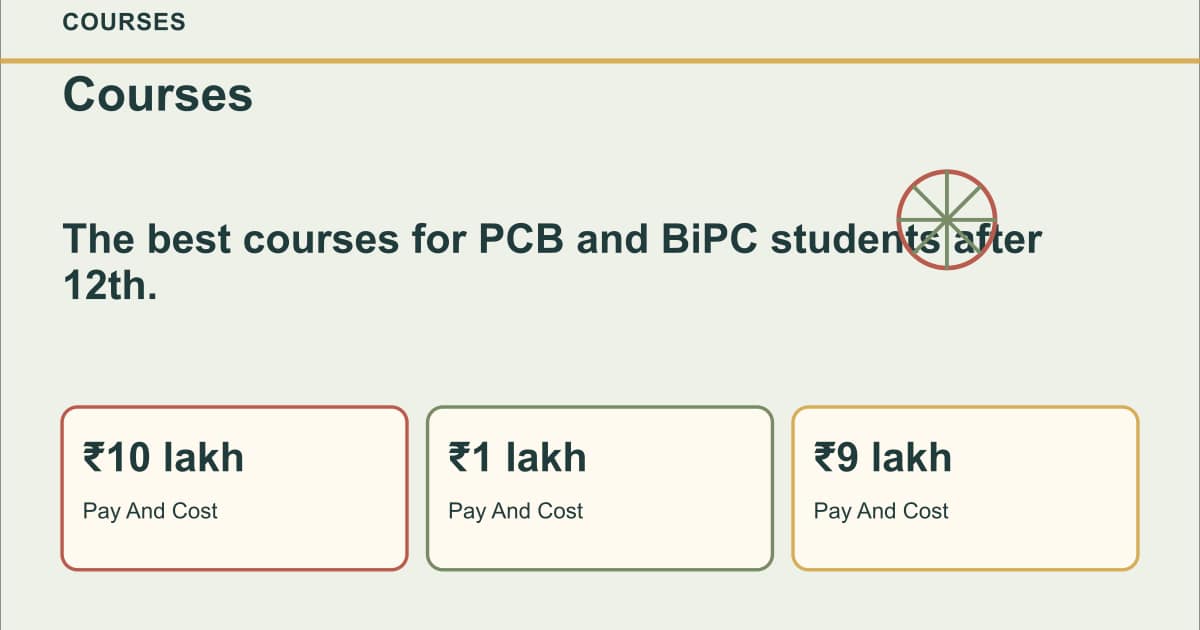 COURSES
Courses
The best courses for PCB and BiPC students after
12th.
₹10 lakh
Pay And Cost
₹1 lakh
Pay And Cost
₹9 lakh
Pay And Cost